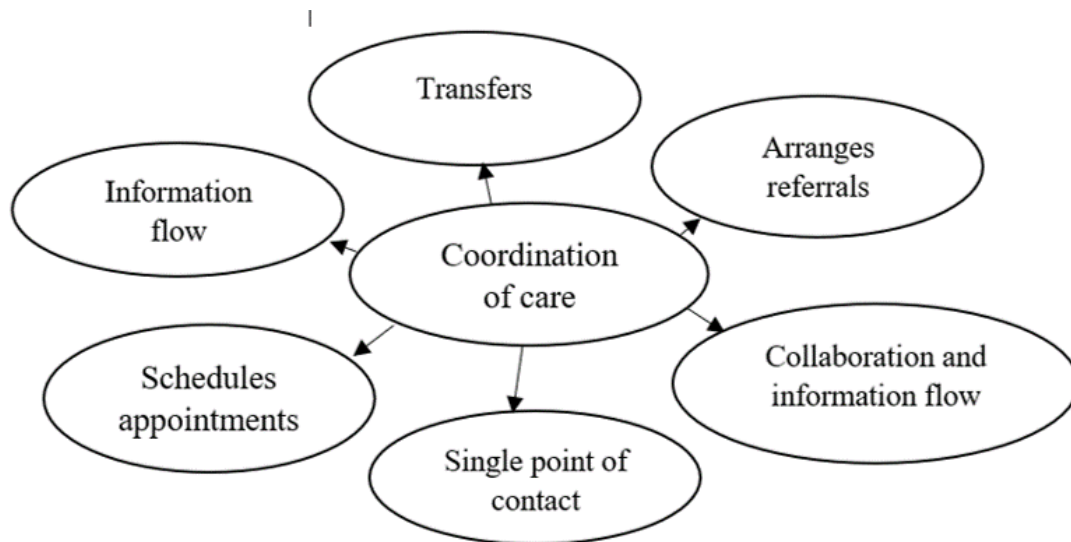 Transfers
Arranges
referrals
Information
flow
Coordination
of care
Collaboration and
information flow
Schedules
appointments
Single point of
contact